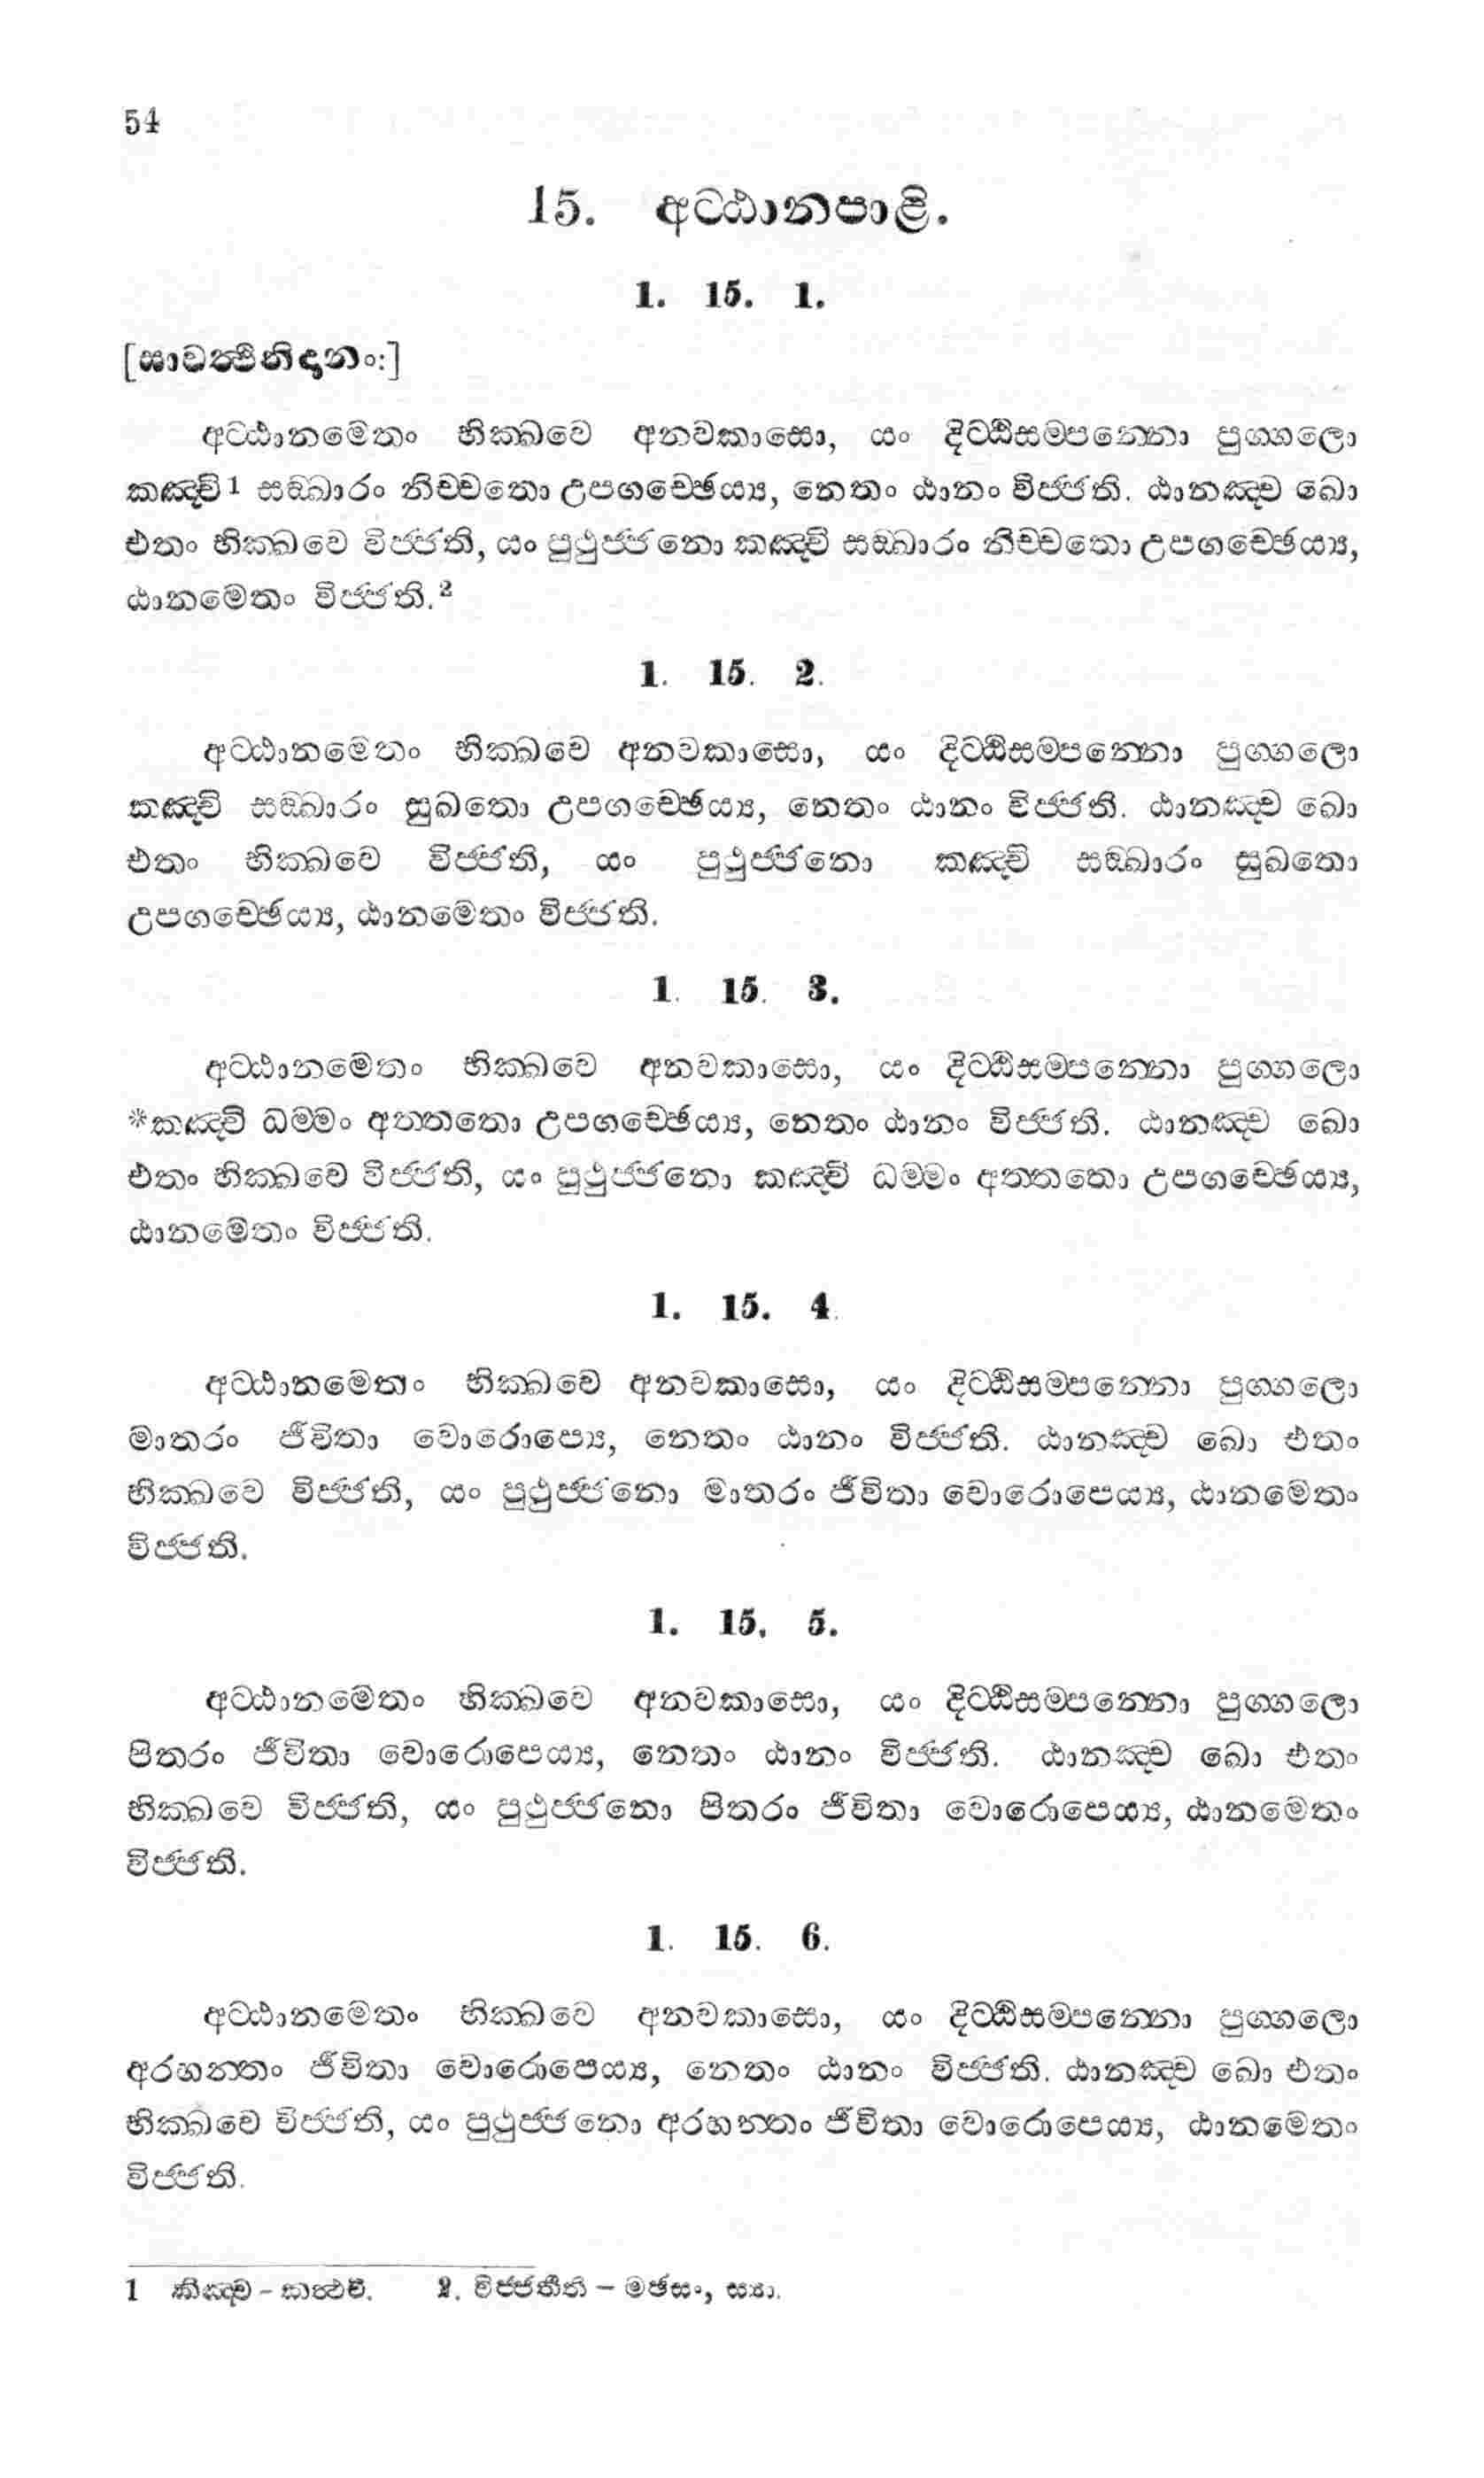 54
15. අට්ඨානපාළි.
1. 15. 1.
[සාවත්ථිනිදානං:]
අට්ඨානමෙතං භික්ඛවෙ අනවකාසො, යං දිට්ඨිසම්පන්නො පුග්ගලො
කඤ්චි1 සඞ්ඛාරං නිච්චතො උපගච්ඡෙය්‍ය, නෙතං ඨානං විජ්ජති. ඨානඤ්ච ඛො
එතං භික්ඛවෙ විජ්ජති, යං පුථුජ්ජනො කඤ්චි සඞ්ඛාරං නිච්චතො උපගච්ඡෙය්‍ය,
ඨානමෙතං විජ්ජති.2
1. 15. 2.
අට්ඨානමෙතං භික්ඛවෙ අනවකාසො, යං දිට්ඨිසම්පන්නො පුග්ගලො
කඤ්චි සඞ්ඛාරං සුඛතො උපගච්ඡෙය්‍ය, නෙතං ඨානං විජ්ජති. ඨානඤ්ච ඛො
එතං භික්ඛවෙ විජ්ජති, යං පුථුජ්ජනො කඤ්චි සඞ්ඛාරං සුඛතො
උපගච්ඡෙය්‍ය, ඨානමෙතං විජ්ජති.
1. 15. 3.
අට්ඨානමෙතං භික්ඛවෙ අනවකාසො, යං දිට්ඨිසම්පන්නො පුග්ගලො
*කඤ්චි ධම්මං අත්තතො උපගච්ඡෙය්‍ය, නෙතං ඨානං විජ්ජති. ඨානඤ්ච ඛො
එතං භික්ඛවෙ විජ්ජති, යං පුථුජ්ජනො කඤ්චි ධම්මං අත්තතො උපගච්ඡෙය්‍ය,
ඨානමෙතං විජ්ජති.
1. 15. 4.
අට්ඨානමෙතං භික්ඛවෙ අනවකාසො, යං දිට්ඨිසම්පන්නො පුග්ගලො
මාතරං ජීවිතා වොරොපෙය්‍ය, නෙතං ඨානං විජ්ජති. ඨානඤ්ච ඛො එතං
භික්ඛවෙ විජ්ජති, යං පුථුජ්ජනො මාතරං ජීවිතා වොරොපෙය්‍ය, ඨානමෙතං
විජ්ජති.
1. 15. 5.
අට්ඨානමෙතං භික්ඛවෙ අනවකාසො, යං දිට්ඨිසම්පන්නො පුග්ගලො
පිතරං ජීවිතා වොරොපෙය්‍ය, නෙතං ඨානං විජ්ජති. ඨානඤ්ච ඛො එතං
භික්ඛවෙ විජ්ජති, යං පුථුජ්ජනො පිතරං ජීවිතා වොරොපෙය්‍ය, ඨානමෙතං
විජ්ජති.
1. 15. 6.
අට්ඨානමෙතං භික්ඛවෙ අනවකාසො, යං දිට්ඨිසම්පන්නො පුග්ගලො
අරහන්තං ජීවිතා වොරොපෙය්‍ය, නෙතං ඨානං විජ්ජති. ඨානඤ්ච ඛො එතං
භික්ඛවෙ විජ්ජති, යං පුථුජ්ජනො අරහන්තං ජීවිතා වොරොපෙය්‍ය, ඨානමෙතං
විජ්ජති.
1 කිඤ්චි - කත්ථචි. 2. විජ්ජතීති – මඡසං, ස්‍යා.